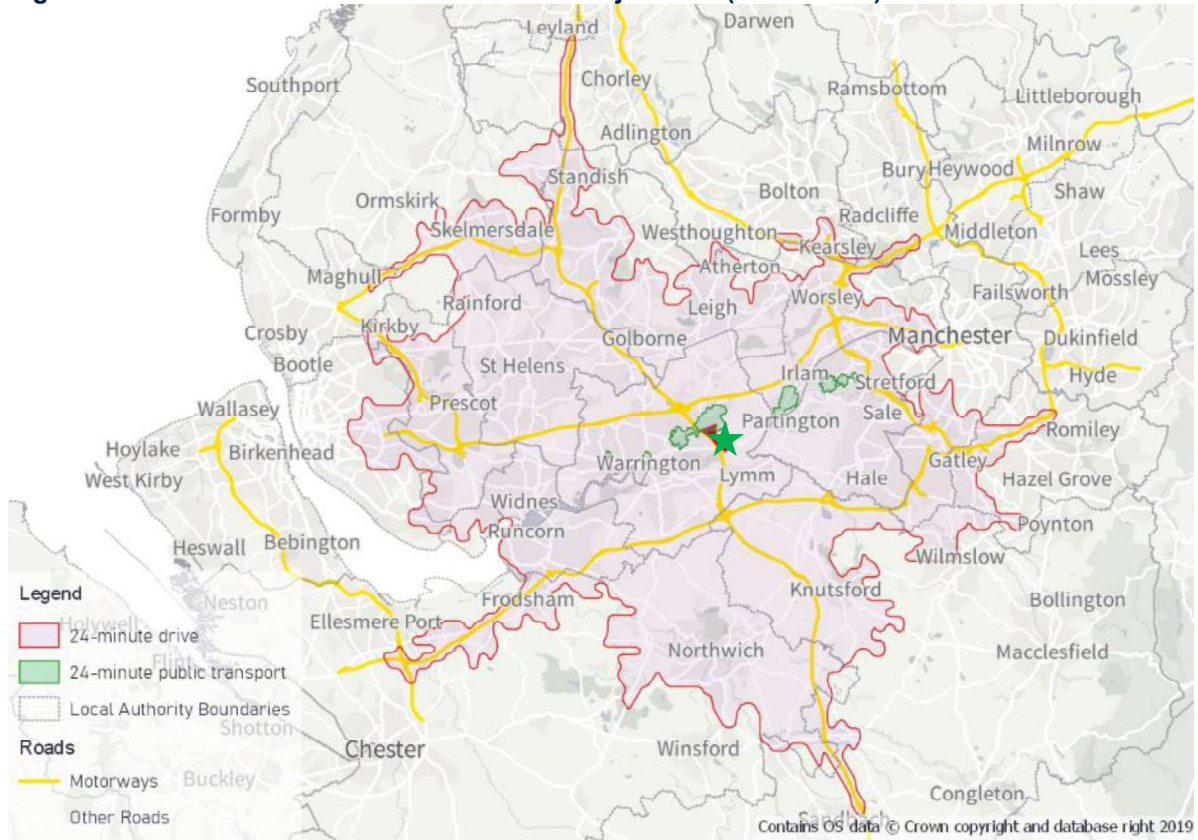 Leyland
Darwen
Southport
Chorley
Ramsbottom
Littleborough
Adlington
Milnrow
Bury
Heywood
Standish
Bolton
Shaw
Ormskirk
Radcliffe
Formby
Skelmersdale
Westhoughton
Kearsley
Middleton
Lees
Maghull
Atherton
Mossley
Rainford
Leigh
Worsley
Failsworth
Crosby
Kirkby
Golborne
Manchester
Dukinfield
Bootle
St Helens
Irlam
Stretford
Hyde
Wallasey
Prescot
Partington
Sale
Romiley
Hoylake
Birkenhead
Warrington
Gatley
West Kirby
Lymm
Hale
Hazel Grove
Widnes
Runcorn
Poynton
Heswall
Bebington
Wilmslow
Legend
Neston
Frodsham
Knutsford
Bollington
Holywell
24-minute drive
Ellesmere Port
Northwich
Macclesfield
Flint
24-minute public transport
Local Authority Boundaries
Shotton
Roads
Chester
Winsford
Motorways
Buckley
Congleton
Other Roads
Sandbach
Contains OS data © Crown copyright and database right 2019